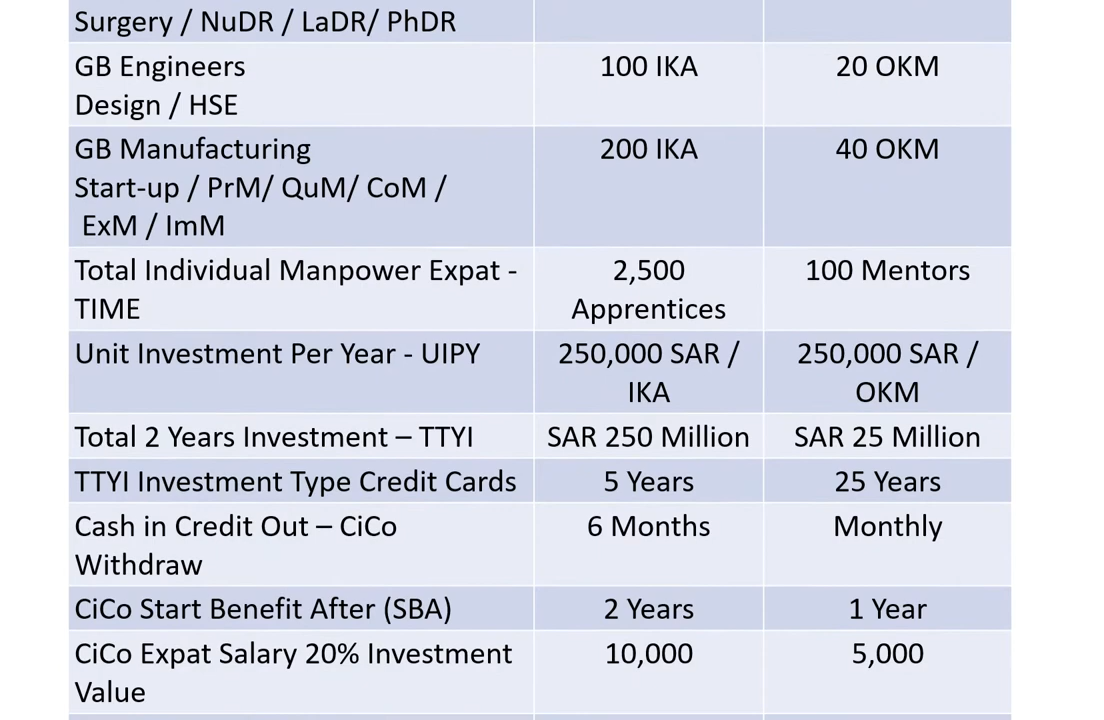 Surgery / NuDR / LaDR/ PhDR
GB Engineers
Design / HSE
100 IKA
20 OKM
GB Manufacturing
Start-up / PrM/ QuM/ CoM /
ExM / ImM
200 IKA
40 OKM
Total Individual Manpower Expat -
TIME
2,500
Apprentices
100 Mentors
Unit Investment Per Year - UIPY
250,000 SAR /
IKA
250,000 SAR /
OKM
Total 2 Years Investment – TTYI
SAR 250 Million
SAR 25 Million
TTYI Investment Type Credit Cards
5 Years
25 Years
Cash in Credit Out – CiCo
Withdraw
6 Months
Monthly
CiCo Start Benefit After (SBA)
2 Years
1 Year
CiCo Expat Salary 20% Investment
Value
10,000
5,000